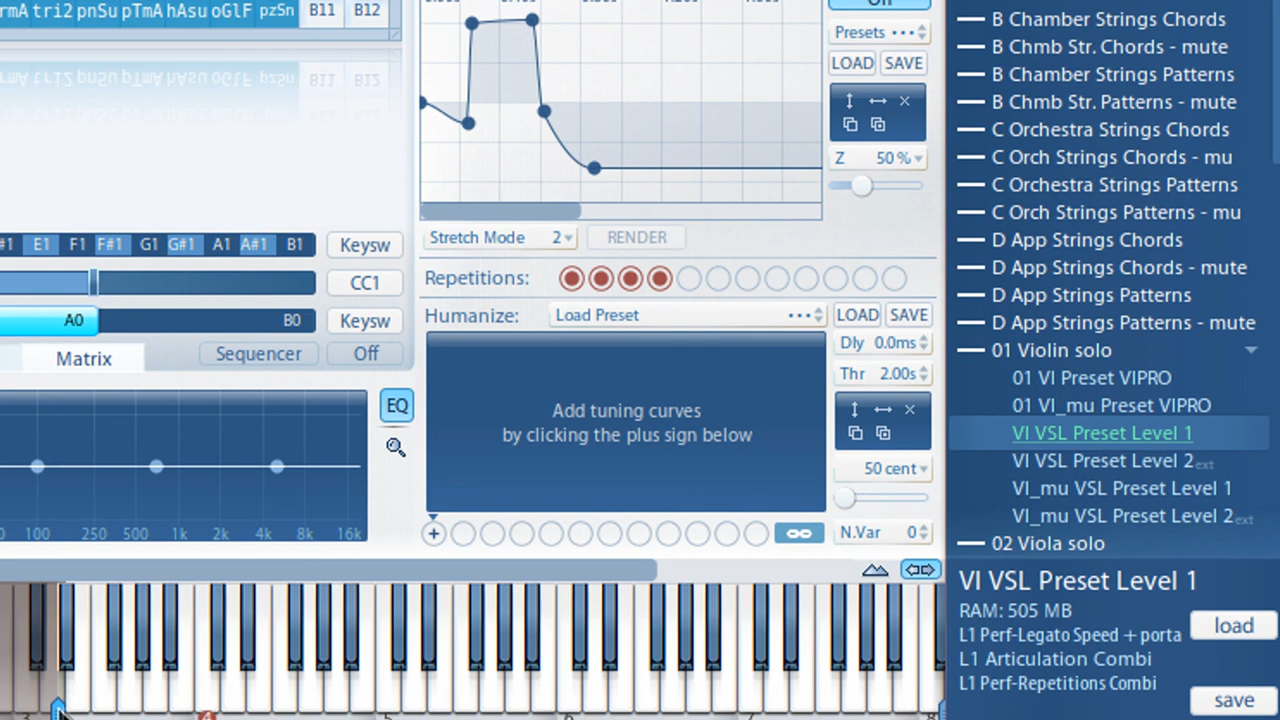 rmA tri2 pnSu pTmA hAsu oGlF pzSn B11 B12
#1 E1 F1 F#1 G1 G#1 A1 A#1 B1 Keysw
CC1
A0 B0 Keysw
Matrix Sequencer Off
EQ
100 250 500 1k 2k 4k 8k 16k
Off
Presets
LOAD SAVE
Z 50 %
Stretch Mode 2 RENDER
Repetitions:
Humanize: Load Preset LOAD SAVE
Dly 0.0ms
Thr 2.00s
Add tuning curves
by clicking the plus sign below
50 cent
N.Var 0
B Chamber Strings Chords
B Chmb Str. Chords - mute
B Chamber Strings Patterns
B Chmb Str. Patterns - mute
C Orchestra Strings Chords
C Orch Strings Chords - mu
C Orchestra Strings Patterns
C Orch Strings Patterns - mu
D App Strings Chords
D App Strings Chords - mute
D App Strings Patterns
D App Strings Patterns - mute
01 Violin solo
01 VI Preset VIPRO
01 VI_mu Preset VIPRO
VI VSL Preset Level 1
VI VSL Preset Level 2 ext
VI_mu VSL Preset Level 1
VI_mu VSL Preset Level 2 ext
02 Viola solo
VI VSL Preset Level 1
RAM: 505 MB
L1 Perf-Legato Speed + porta
L1 Articulation Combi
L1 Perf-Repetitions Combi
load
save